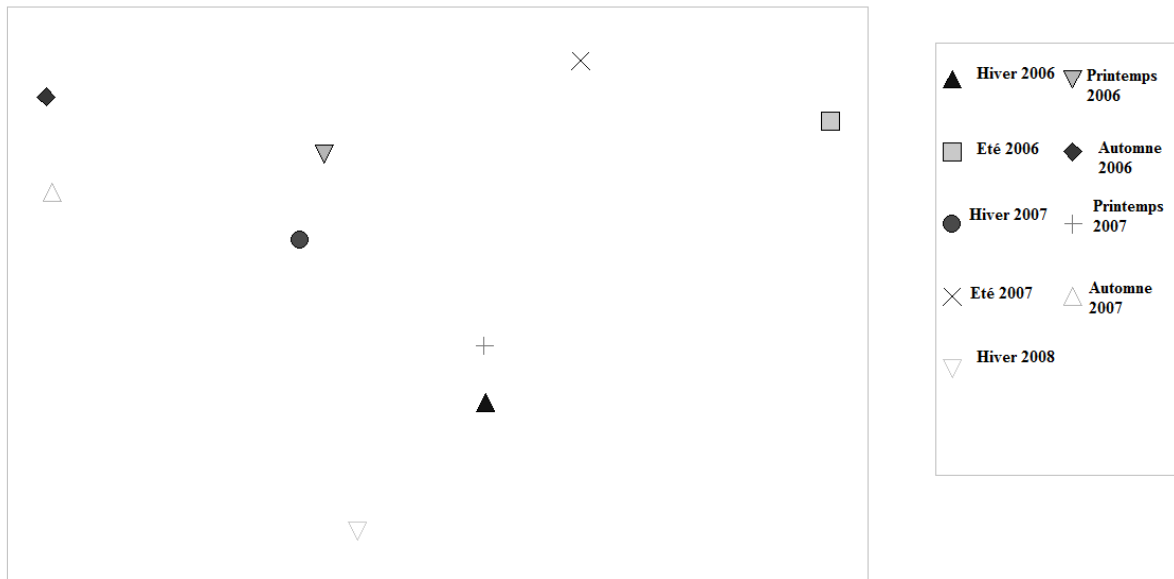 Hiver 2006
Printemps
2006
Eté 2006
Automne
2006
Hiver 2007
Printemps
2007
Eté 2007
Automne
2007
Hiver 2008